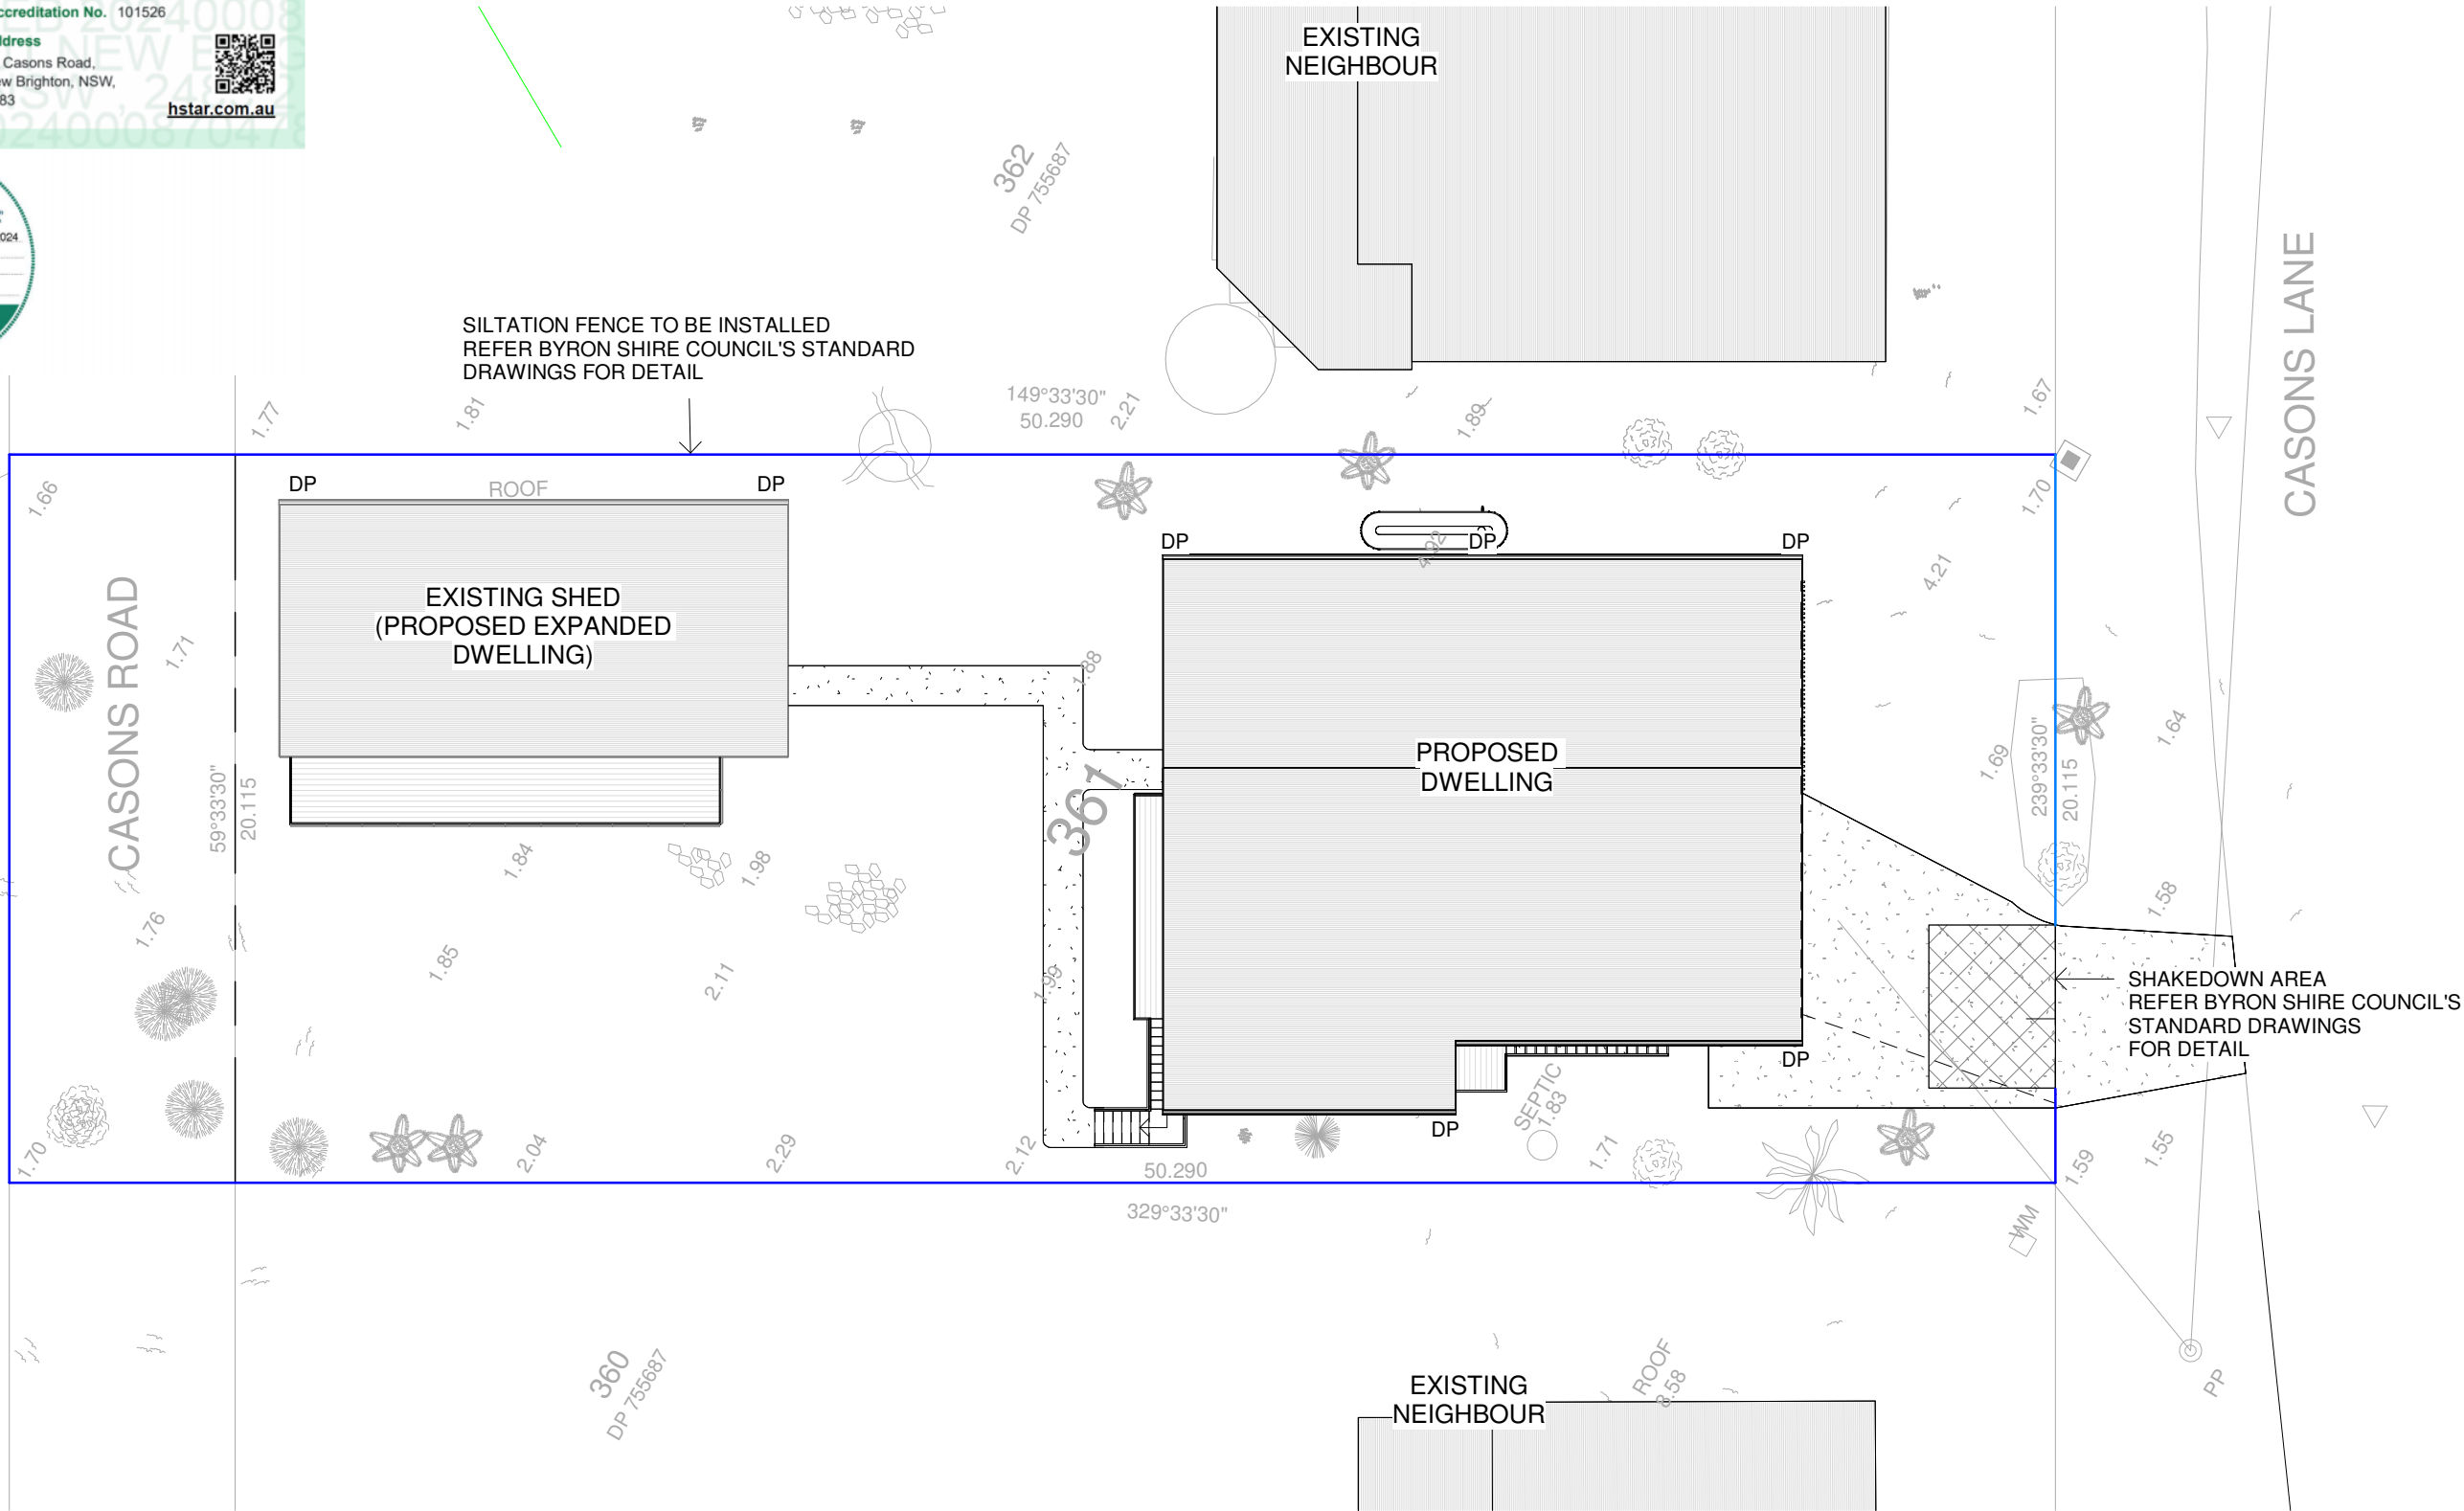 ccreditation No. 101526
ldress
Casons Road,
ew Brighton, NSW,
83
hstar.com.au
024
EXISTING
NEIGHBOUR
362
DP 755687
CASONS LANE
SILTATION FENCE TO BE INSTALLED
REFER BYRON SHIRE COUNCIL'S STANDARD
DRAWINGS FOR DETAIL
149°33'30"
50.290
2.21
1.77
1.81
1.89
1.67
1.66
DP
ROOF
DP
1.70
EXISTING SHED
(PROPOSED EXPANDED
DWELLING)
DP
DP
DP
4.92
4.21
CASONS ROAD
1.71
1.88
59°33'30"
20.115
361
PROPOSED
DWELLING
1.69
239°33'30"
20.115
1.64
1.84
1.98
1.76
1.85
2.11
1.99
1.58
SHAKEDOWN AREA
REFER BYRON SHIRE COUNCIL'S
STANDARD DRAWINGS
FOR DETAIL
DP
SEPTIC
1.83
DP
1.70
2.04
2.29
2.12
50.290
1.71
1.59
1.55
329°33'30"
WM
360
DP 755687
EXISTING
NEIGHBOUR
ROOF
8.58
PP